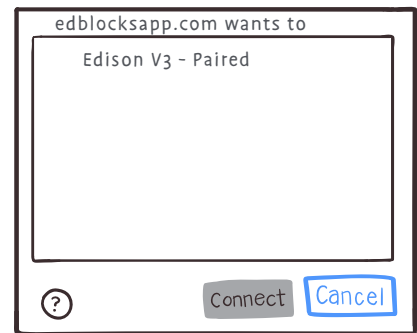 edblocksapp.com wants to
Edison V3 - Paired
?
Connect
Cancel